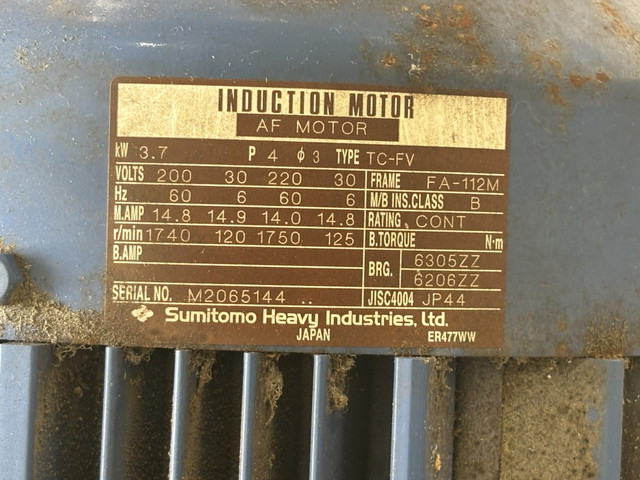 INDUCTION MOTOR
AF MOTOR
kW 3.7 P 4 ϕ 3 TYPE TC-FV
VOLTS 200 30 220 30 FRAME FA-112M
Hz 60 6 60 6 M/B INS.CLASS B
M.AMP 14.8 14.9 14.0 14.8 RATING CONT
r/min 1740 120 1750 125 B.TORQUE N·m
B.AMP BRG. 6305ZZ
6206ZZ
SERIAL NO. M2065144 .. JISC4004 JP44
Sumitomo Heavy Industries, Ltd.
JAPAN ER477WW